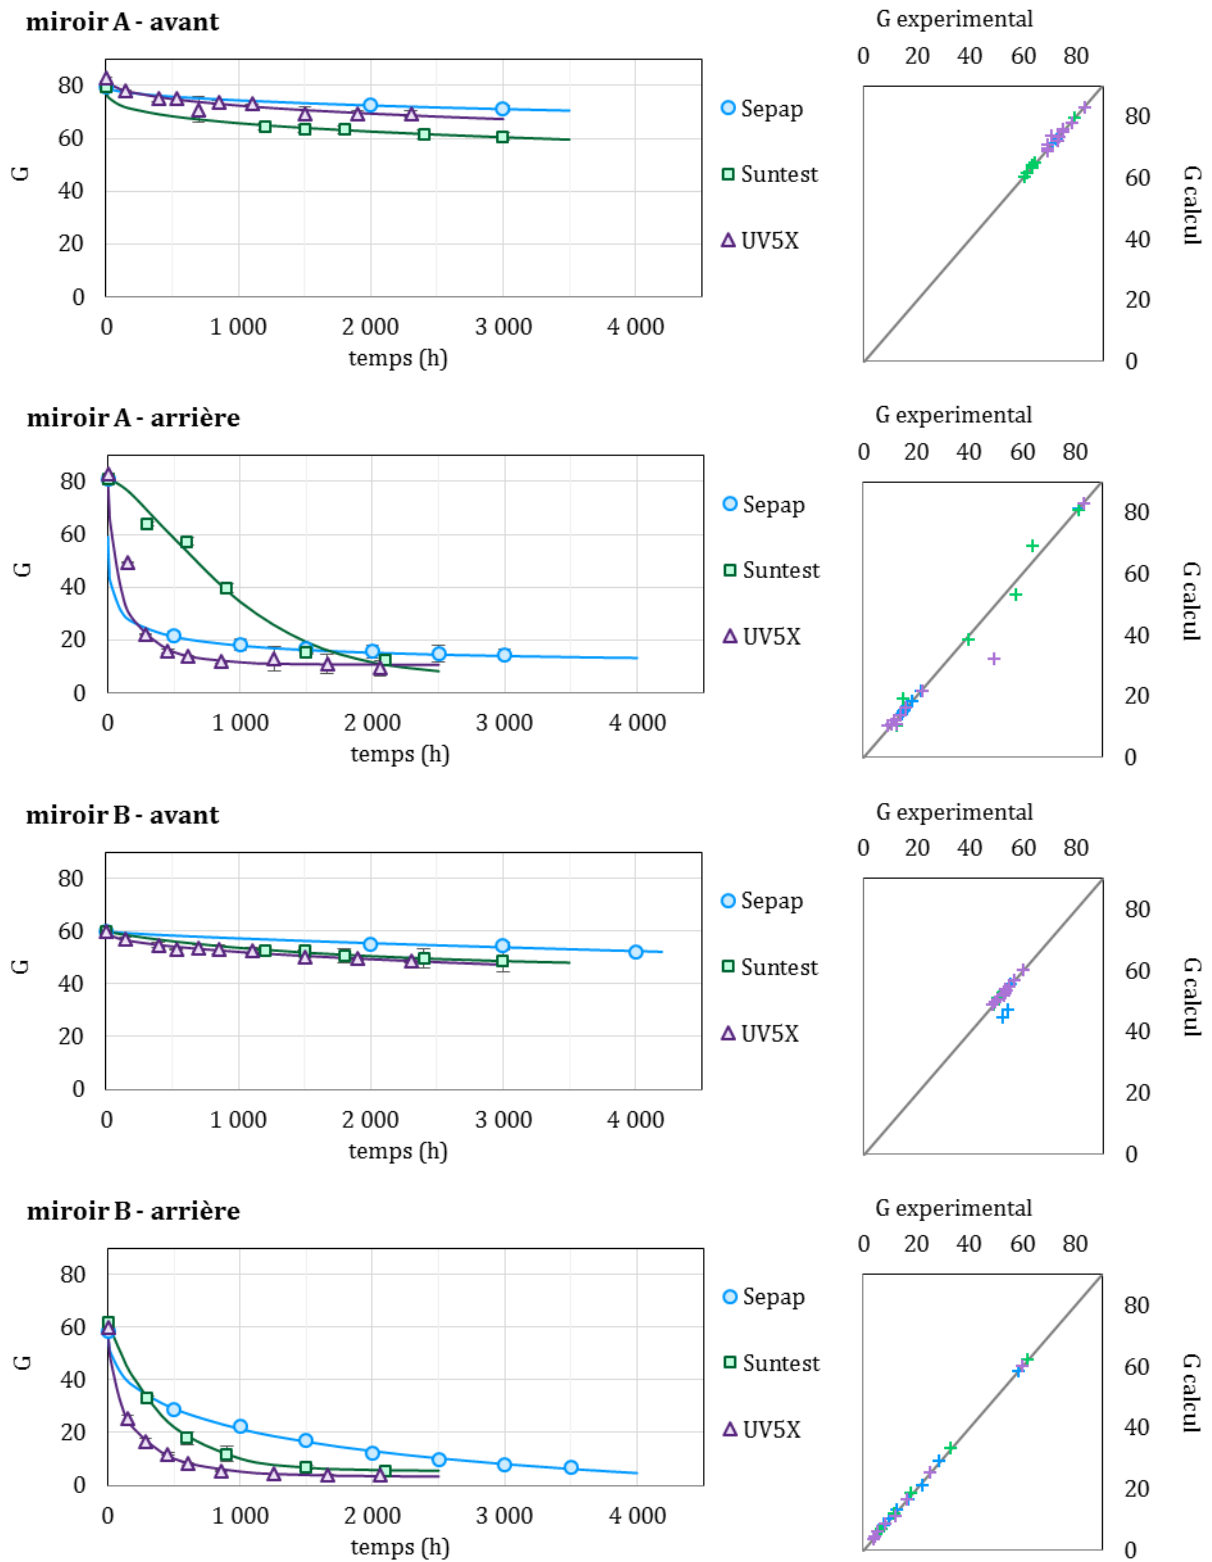 miroir A - avant
G experimental
0 20 40 60 80
80
60
40
20
0
G
0 1 000 2 000 3 000 4 000
temps (h)
Sepap
Suntest
UV5X
80
60
40
20
0
G calcul
miroir A - arrière
G experimental
0 20 40 60 80
80
60
40
20
0
G
0 1 000 2 000 3 000 4 000
temps (h)
Sepap
Suntest
UV5X
80
60
40
20
0
G calcul
miroir B - avant
G experimental
0 20 40 60 80
80
60
40
20
0
G
0 1 000 2 000 3 000 4 000
temps (h)
Sepap
Suntest
UV5X
80
60
40
20
0
G calcul
miroir B - arrière
G experimental
0 20 40 60 80
80
60
40
20
0
G
0 1 000 2 000 3 000 4 000
temps (h)
Sepap
Suntest
UV5X
80
60
40
20
0
G calcul